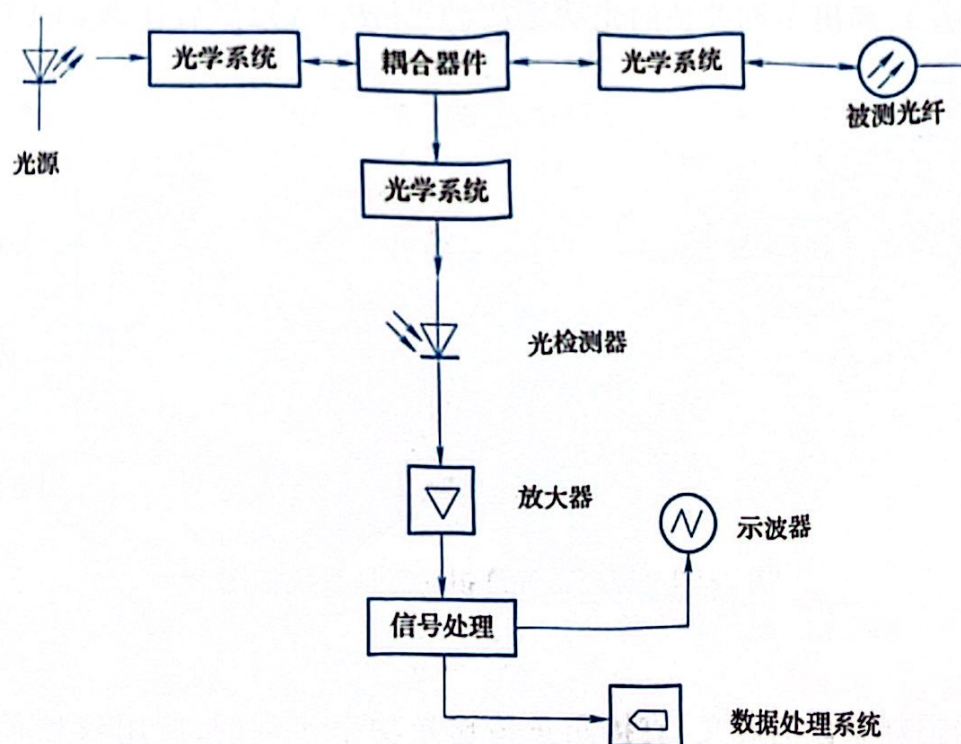 光学系统
耦合器件
光学系统
被测光纤
光源
光学系统
光检测器
放大器
示波器
信号处理
数据处理系统